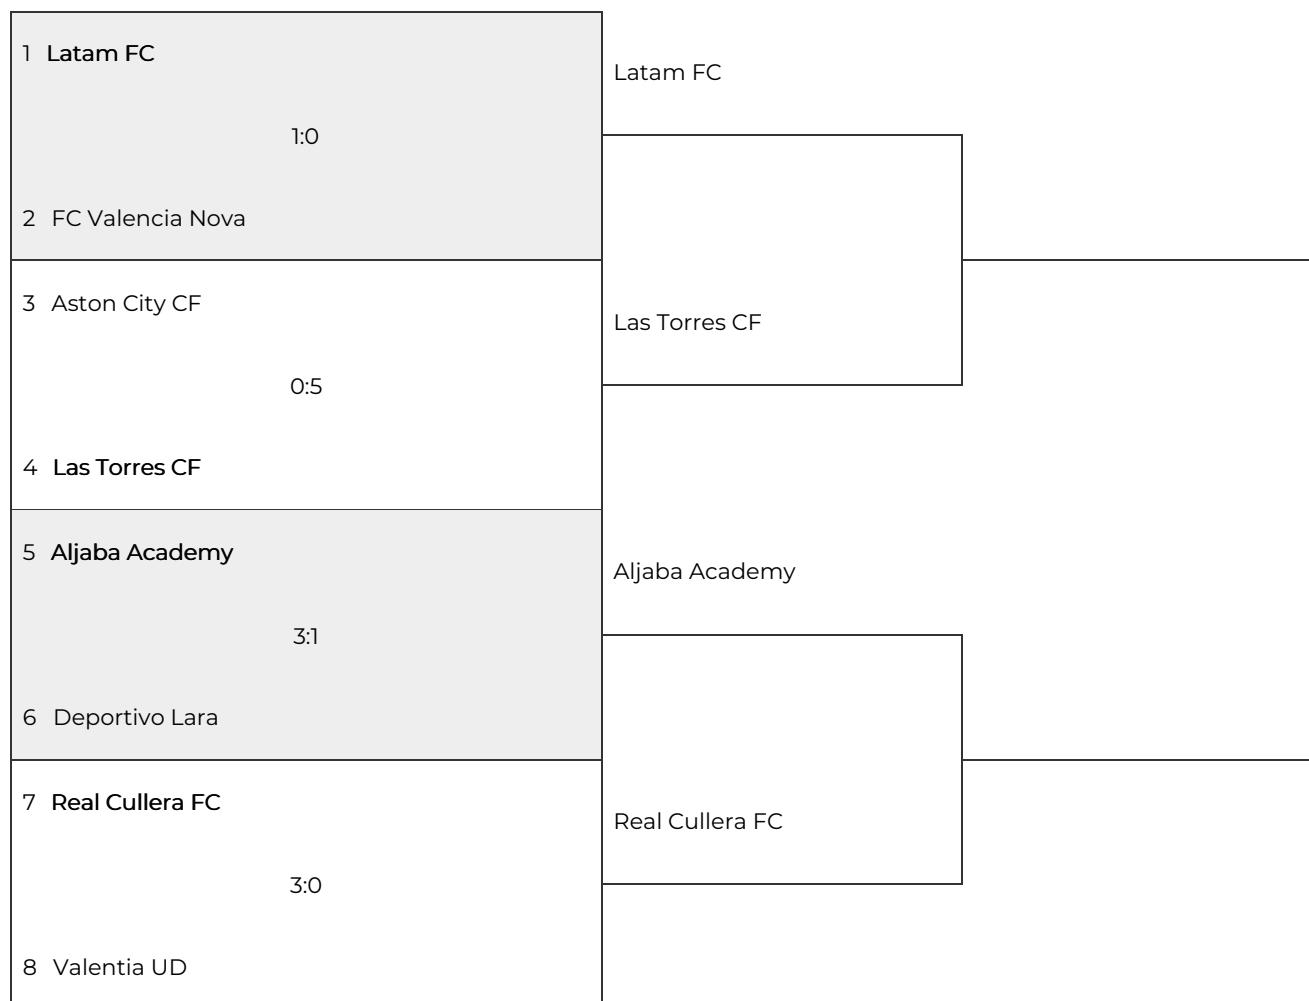 1 Latam FC
1:0
2 FC Valencia Nova
3 Aston City CF
0:5
4 Las Torres CF
5 Aljaba Academy
3:1
6 Deportivo Lara
7 Real Cullera FC
3:0
8 Valentia UD
Latam FC
Las Torres CF
Aljaba Academy
Real Cullera FC